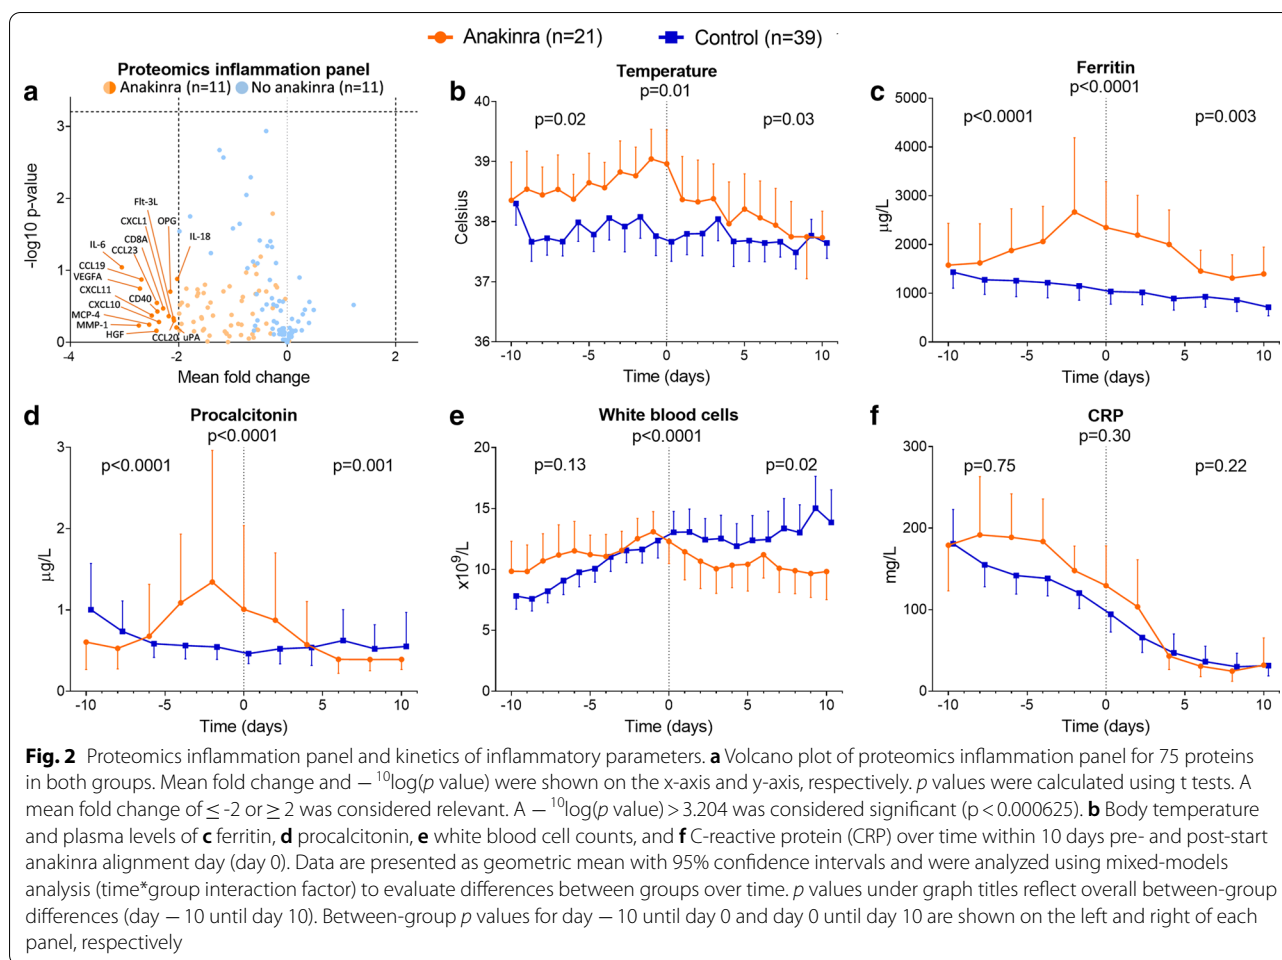 Anakinra (n=21) Control (n=39)
a Proteomics inflammation panel
Anakinra (n=11) No anakinra (n=11)
-log10 p-value
3
2
1
0
Flt-3L
CXCL1 OPG
CD8A IL-18
IL-6 CCL23
CCL19
VEGFA
CXCL11 CD40
CXCL10
MCP-4
MMP-1
HGF CCL20 uPA
-4 -2 0 2
Mean fold change
b Temperature
p=0.01
p=0.02 p=0.03
Celsius
40
39
38
37
36
-10 -5 0 5 10
Time (days)
c Ferritin
p<0.0001
p<0.0001 p=0.003
µg/L
5000
4000
3000
2000
1000
0
-10 -5 0 5 10
Time (days)
d Procalcitonin
p<0.0001
p<0.0001 p=0.001
µg/L
3
2
1
0
-10 -5 0 5 10
Time (days)
e White blood cells
p<0.0001
p=0.13 p=0.02
x10⁹/L
20
15
10
5
0
-10 -5 0 5 10
Time (days)
f CRP
p=0.30
p=0.75 p=0.22
mg/L
300
200
100
0
-10 -5 0 5 10
Time (days)
Fig. 2 Proteomics inflammation panel and kinetics of inflammatory parameters. a Volcano plot of proteomics inflammation panel for 75 proteins
in both groups. Mean fold change and − ¹⁰log(p value) were shown on the x-axis and y-axis, respectively. p values were calculated using t tests. A
mean fold change of ≤ -2 or ≥ 2 was considered relevant. A − ¹⁰log(p value) > 3.204 was considered significant (p < 0.000625). b Body temperature
and plasma levels of c ferritin, d procalcitonin, e white blood cell counts, and f C-reactive protein (CRP) over time within 10 days pre- and post-start
anakinra alignment day (day 0). Data are presented as geometric mean with 95% confidence intervals and were analyzed using mixed-models
analysis (time*group interaction factor) to evaluate differences between groups over time. p values under graph titles reflect overall between-group
differences (day − 10 until day 10). Between-group p values for day − 10 until day 0 and day 0 until day 10 are shown on the left and right of each
panel, respectively